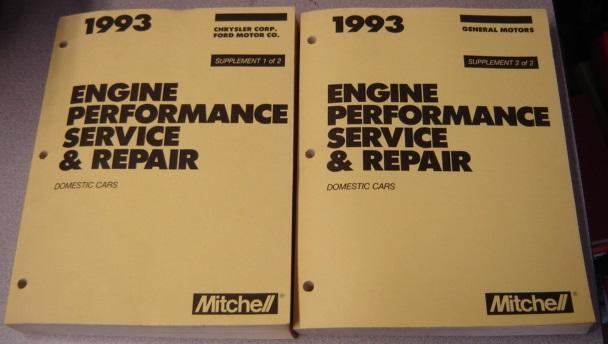 1993
CHRYSLER CORP.
FORD MOTOR CO.
SUPPLEMENT 1 of 2
ENGINE
PERFORMANCE
SERVICE
& REPAIR
DOMESTIC CARS
Mitchell®
1993
GENERAL MOTORS
SUPPLEMENT 2 of 2
ENGINE
PERFORMANCE
SERVICE
& REPAIR
DOMESTIC CARS
Mitchell®